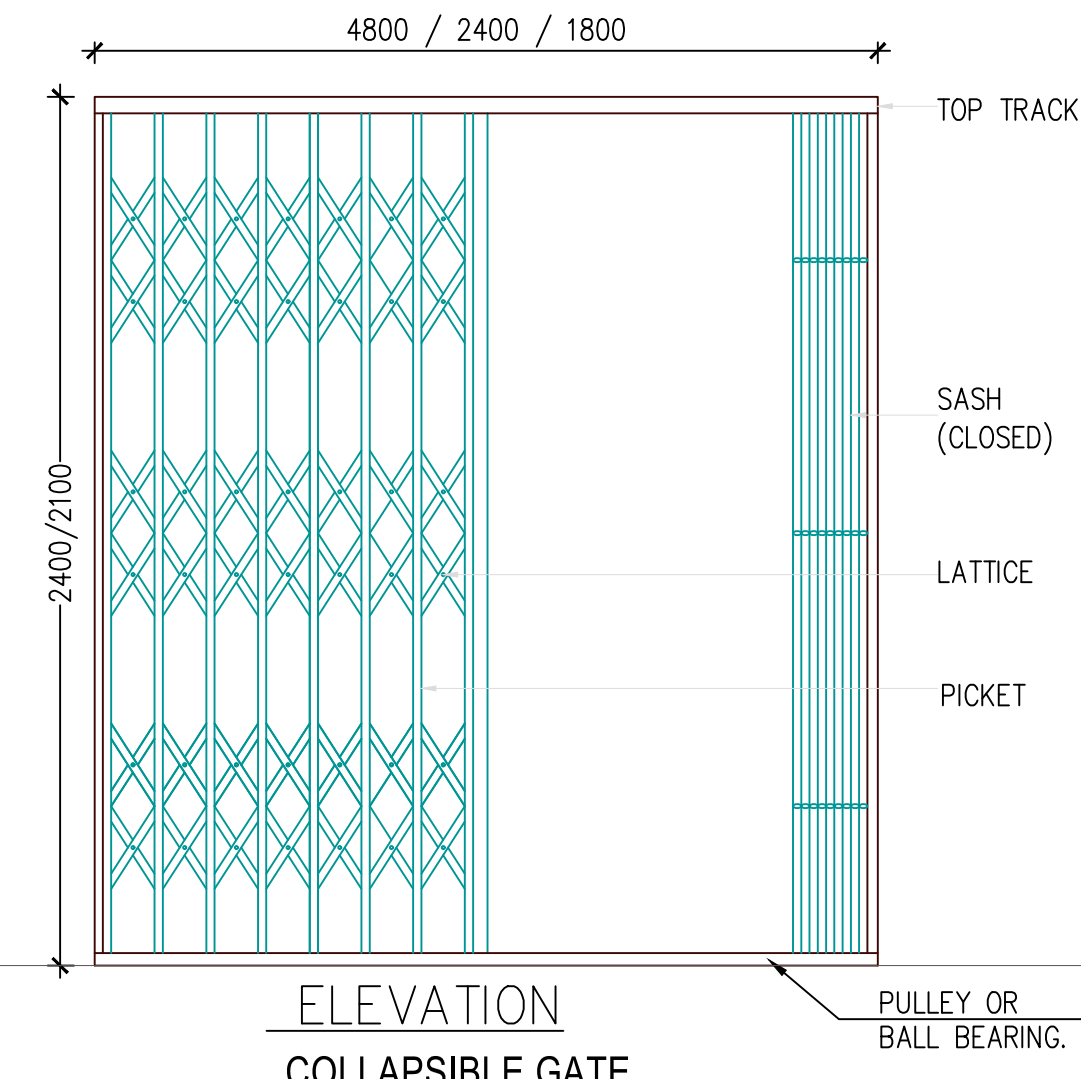 4800 / 2400 / 1800
TOP TRACK
SASH
(CLOSED)
2400/2100
LATTICE
PICKET
ELEVATION
PULLEY OR
BALL BEARING.
COLLAPSIBLE GATE